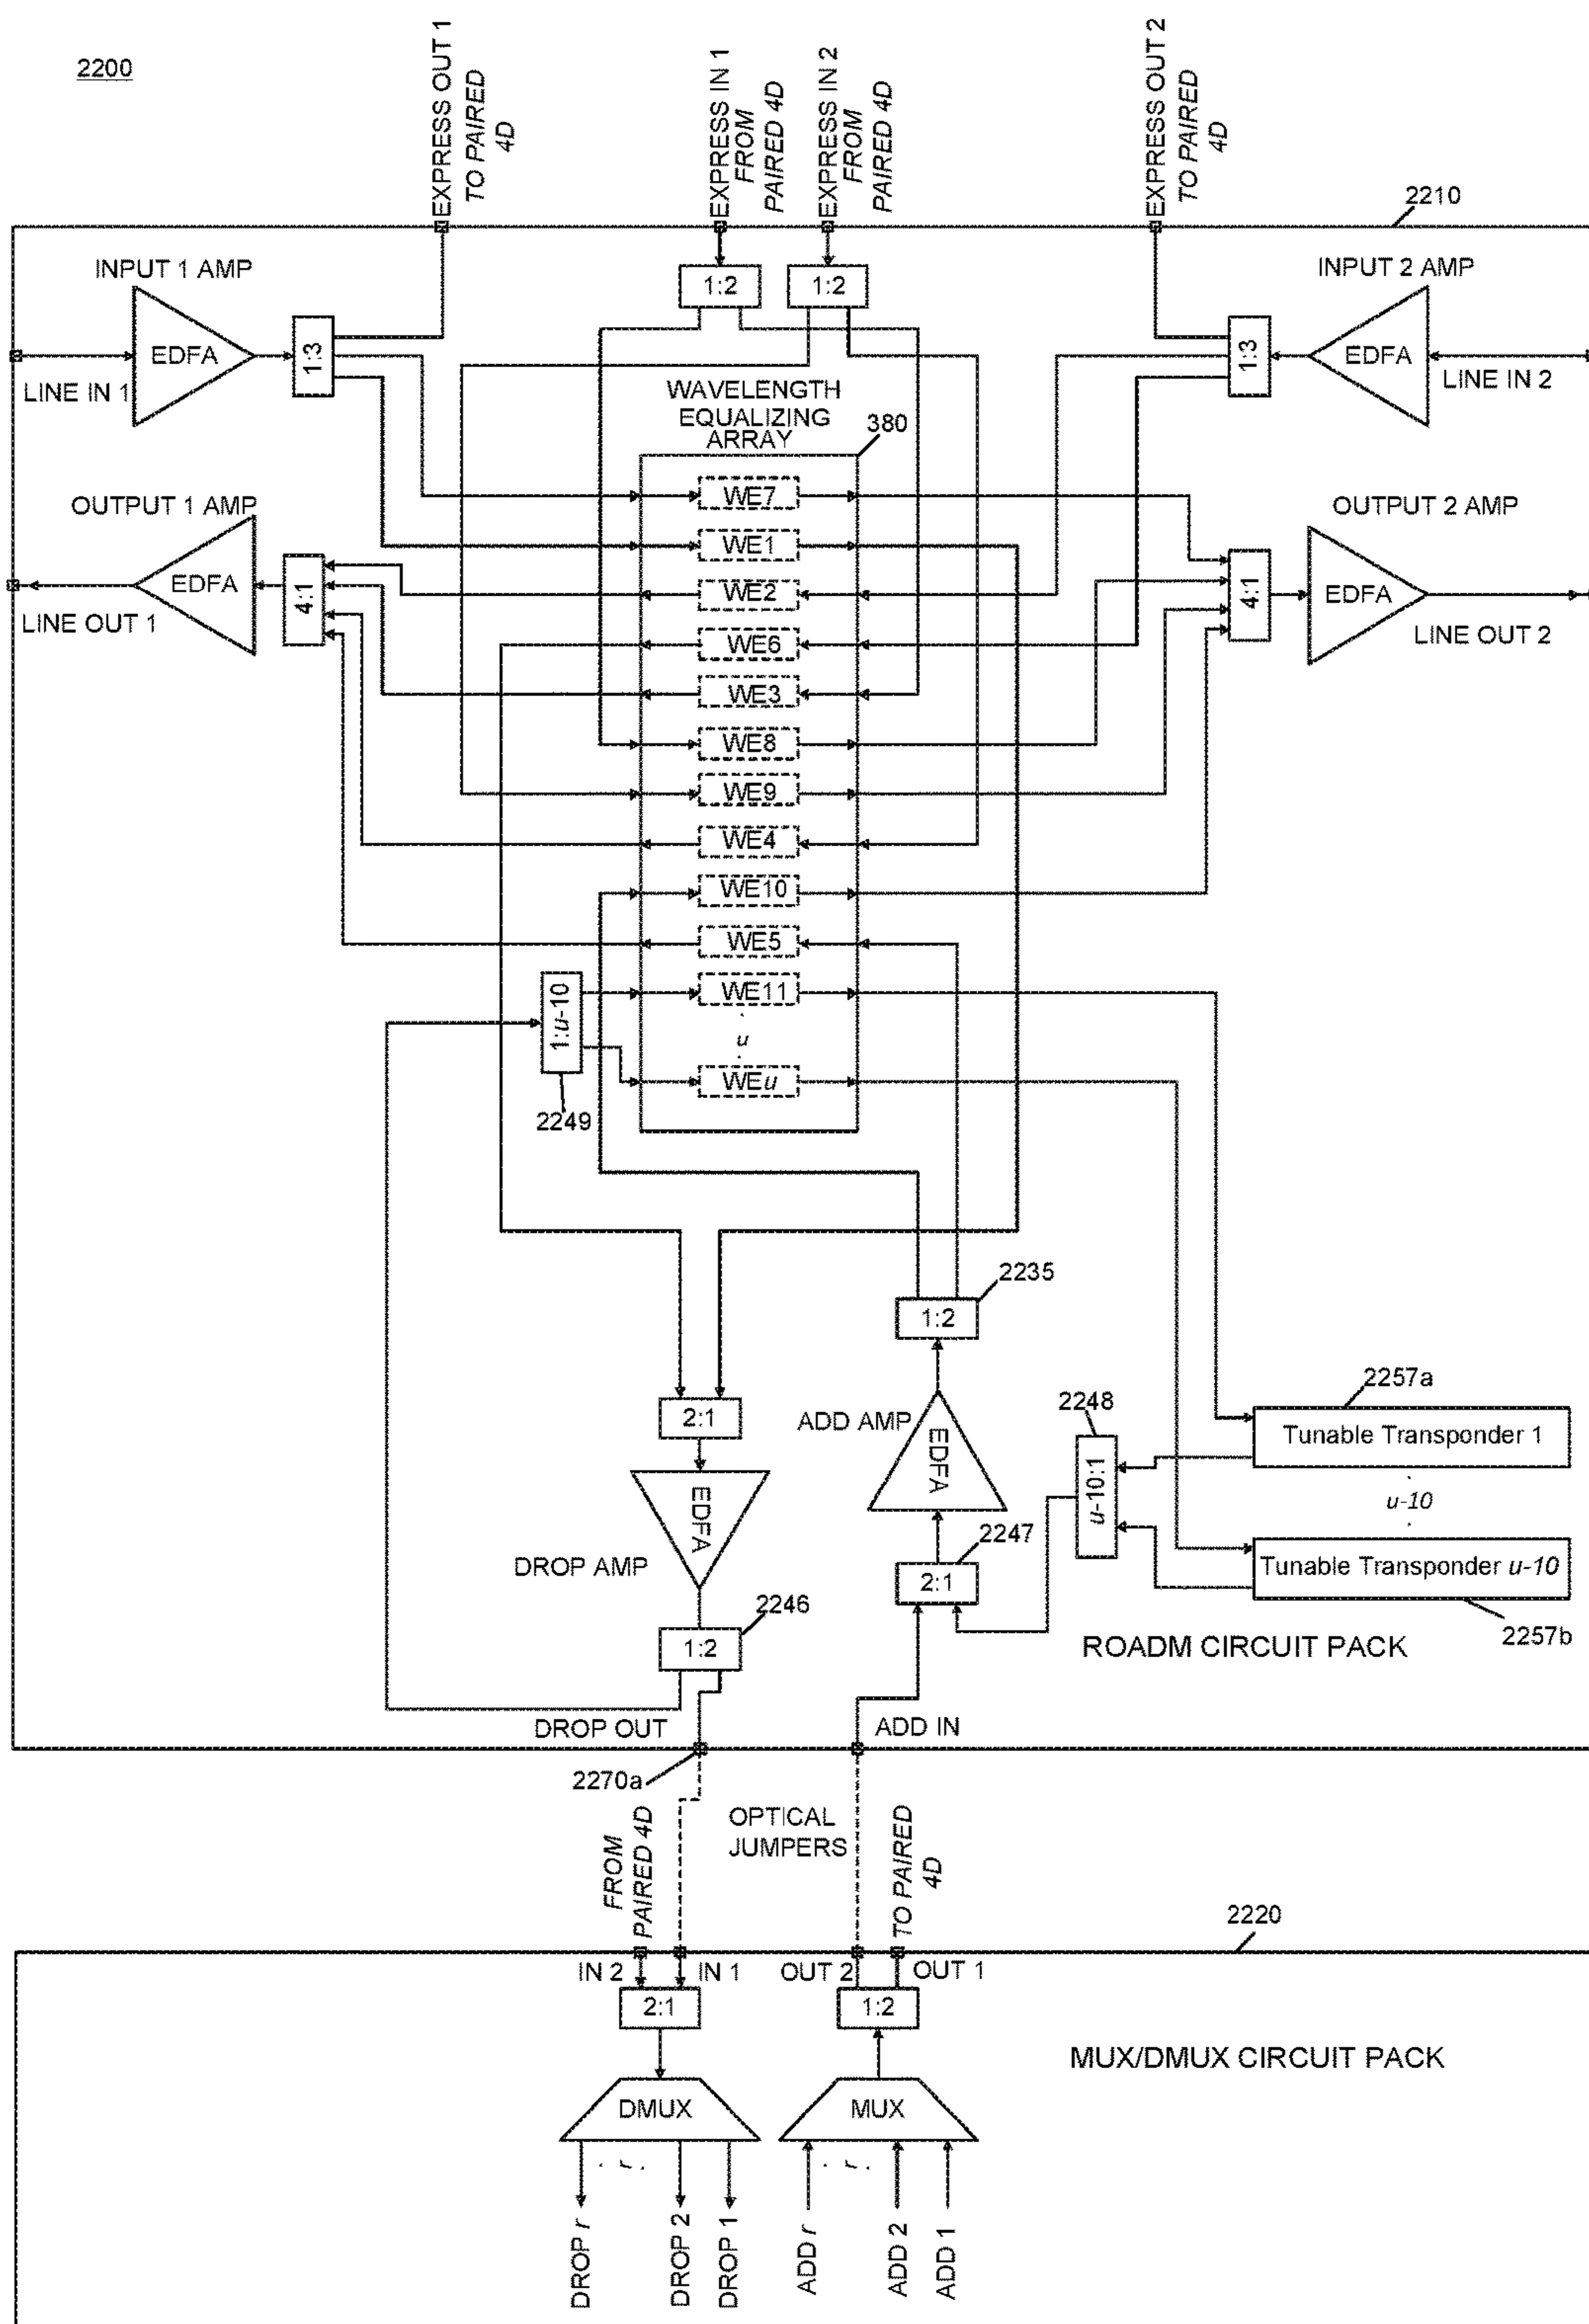 2200
EXPRESS OUT 1
TO PAIRED
4D
EXPRESS IN 1
FROM
PAIRED 4D
EXPRESS IN 2
FROM
PAIRED 4D
EXPRESS OUT 2
TO PAIRED
4D
2210
INPUT 1 AMP
EDFA
LINE IN 1
1:3
1:2
1:2
INPUT 2 AMP
1:3
EDFA
LINE IN 2
WAVELENGTH
EQUALIZING
ARRAY
380
OUTPUT 1 AMP
EDFA
4:1
LINE OUT 1
OUTPUT 2 AMP
4:1
EDFA
LINE OUT 2
WE7
WE1
WE2
WE6
WE3
WE8
WE9
WE4
WE10
WE5
WE11
u
WEu
1:u-10
2249
2235
1:2
2:1
ADD AMP
EDFA
2248
u-10:1
2257a
Tunable Transponder 1
u-10
Tunable Transponder u-10
2257b
EDFA
DROP AMP
2247
2:1
2246
1:2
ROADM CIRCUIT PACK
DROP OUT
ADD IN
2270a
OPTICAL
JUMPERS
FROM
PAIRED 4D
TO PAIRED
4D
2220
IN 2
IN 1
OUT 2
OUT 1
2:1
1:2
MUX/DMUX CIRCUIT PACK
DMUX
MUX
r
r
DROP r
DROP 2
DROP 1
ADD r
ADD 2
ADD 1